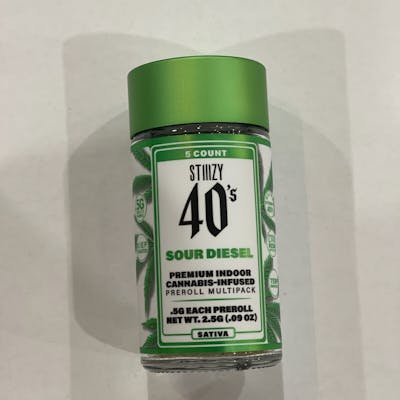 5 COUNT
STIIIZY
40's
SOUR DIESEL
PREMIUM INDOOR
CANNABIS-INFUSED
PREROLL MULTIPACK
.5G EACH PREROLL
NET WT. 2.5G (.09 OZ)
SATIVA